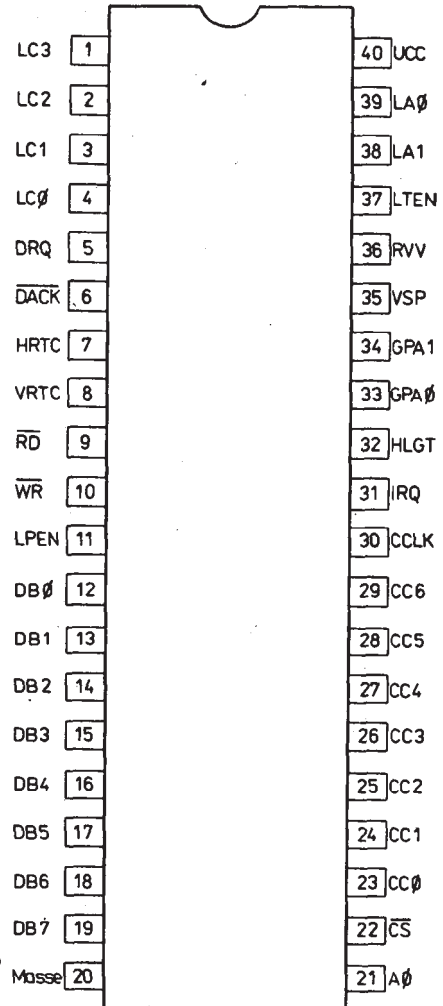 LC3 1 40 UCC
LC2 2 39 LAØ
LC1 3 38 LA1
LCØ 4 37 LTEN
DRQ 5 36 RVV
D̅A̅C̅K̅ 6 35 VSP
HRTC 7 34 GPA1
VRTC 8 33 GPAØ
R̅D̅ 9 32 HLGT
W̅R̅ 10 31 IRQ
LPEN 11 30 CCLK
DBØ 12 29 CC6
DB1 13 28 CC5
DB2 14 27 CC4
DB3 15 26 CC3
DB4 16 25 CC2
DB5 17 24 CC1
DB6 18 23 CCØ
DB7 19 22 C̅S̅
Masse 20 21 AØ